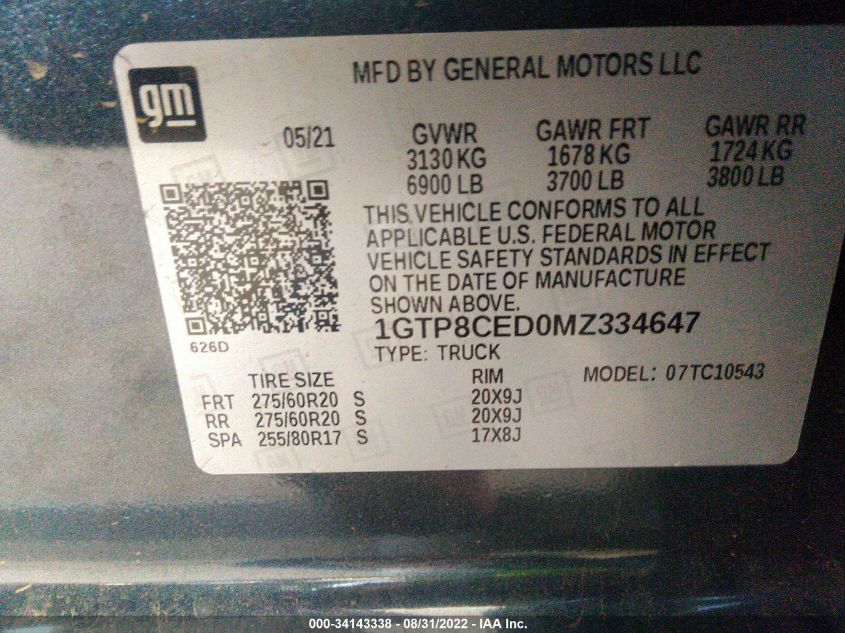 MFD BY GENERAL MOTORS LLC
gm
05/21 GVWR GAWR FRT GAWR RR
3130 KG 1678 KG 1724 KG
6900 LB 3700 LB 3800 LB
THIS VEHICLE CONFORMS TO ALL
APPLICABLE U.S. FEDERAL MOTOR
VEHICLE SAFETY STANDARDS IN EFFECT
ON THE DATE OF MANUFACTURE
SHOWN ABOVE.
1GTP8CED0MZ334647
626D
TYPE: TRUCK
TIRE SIZE RIM MODEL: 07TC10543
FRT 275/60R20 S 20X9J
RR 275/60R20 S 20X9J
SPA 255/80R17 S 17X8J
000-34143338 - 08/31/2022 - IAA Inc.